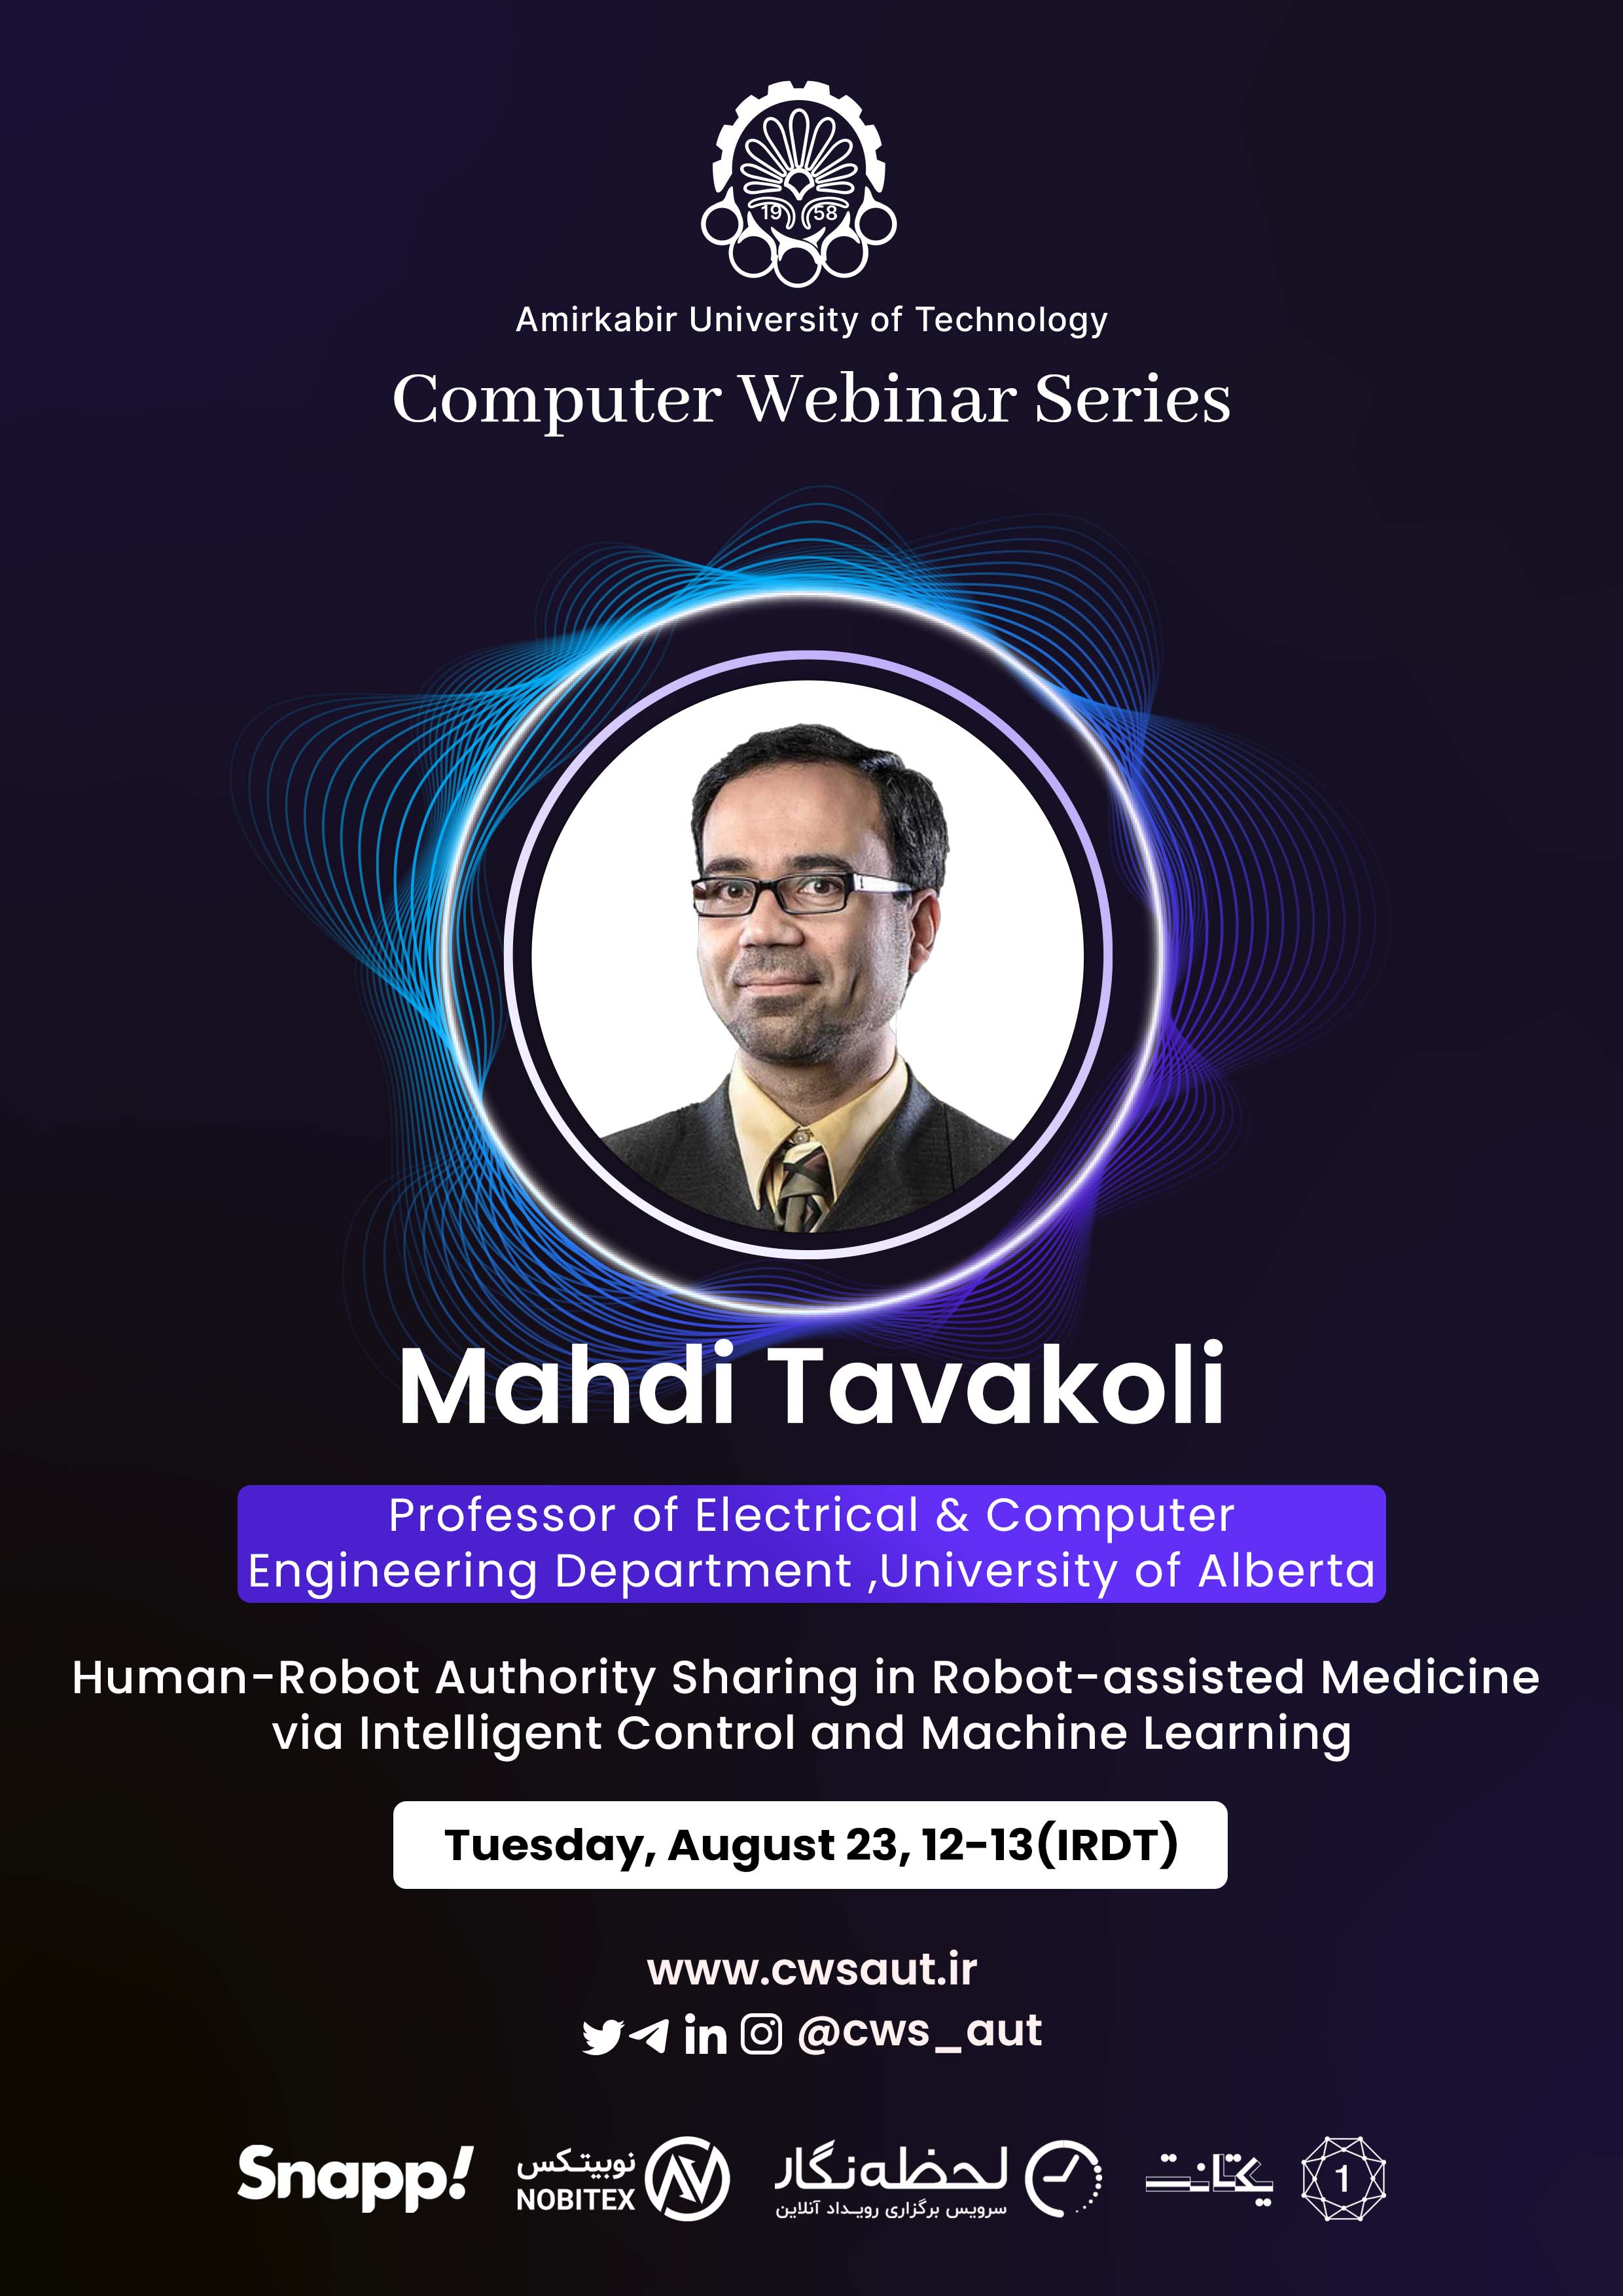 19 58
Amirkabir University of Technology
Computer Webinar Series
Mahdi Tavakoli
Professor of Electrical & Computer
Engineering Department ,University of Alberta
Human-Robot Authority Sharing in Robot-assisted Medicine
via Intelligent Control and Machine Learning
Tuesday, August 23, 12-13(IRDT)
www.cwsaut.ir
in @cws_aut
Snapp!
نوبیتکس
NOBITEX
لحظه‌نگار
سرویس برگزاری رویداد آنلاین
یکتانت
1